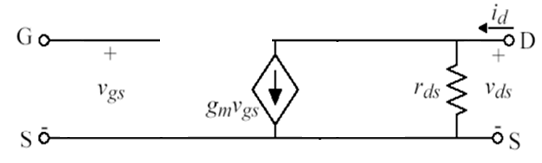 i_d
G D
+ +
v_gs g_m v_gs r_ds v_ds
S - - S